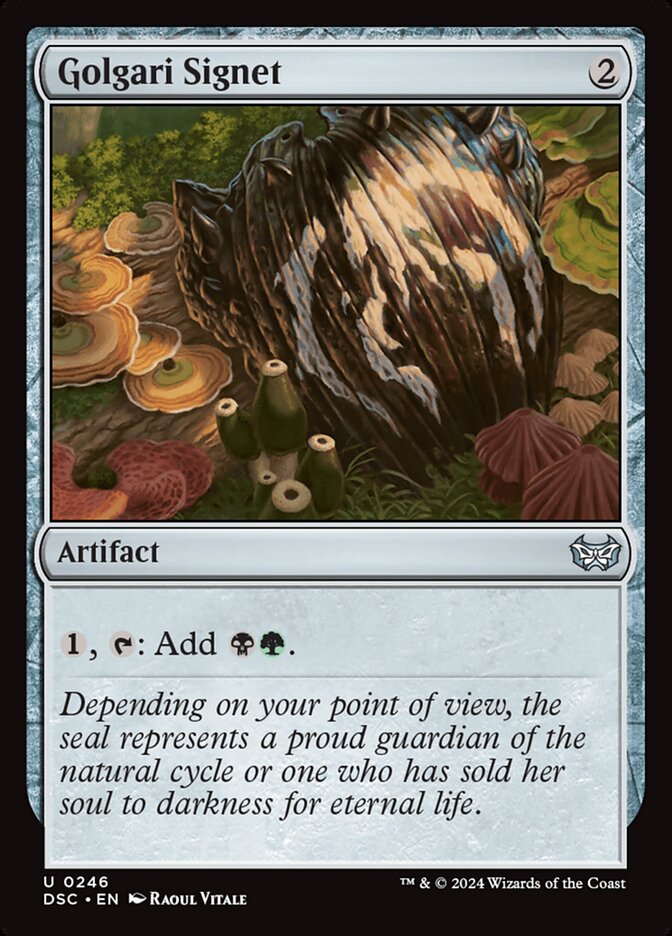 Golgari Signet 2
Artifact
1, : Add .
Depending on your point of view, the
seal represents a proud guardian of the
natural cycle or one who has sold her
soul to darkness for eternal life.
U 0246
DSC • EN Raoul Vitale
™ & © 2024 Wizards of the Coast